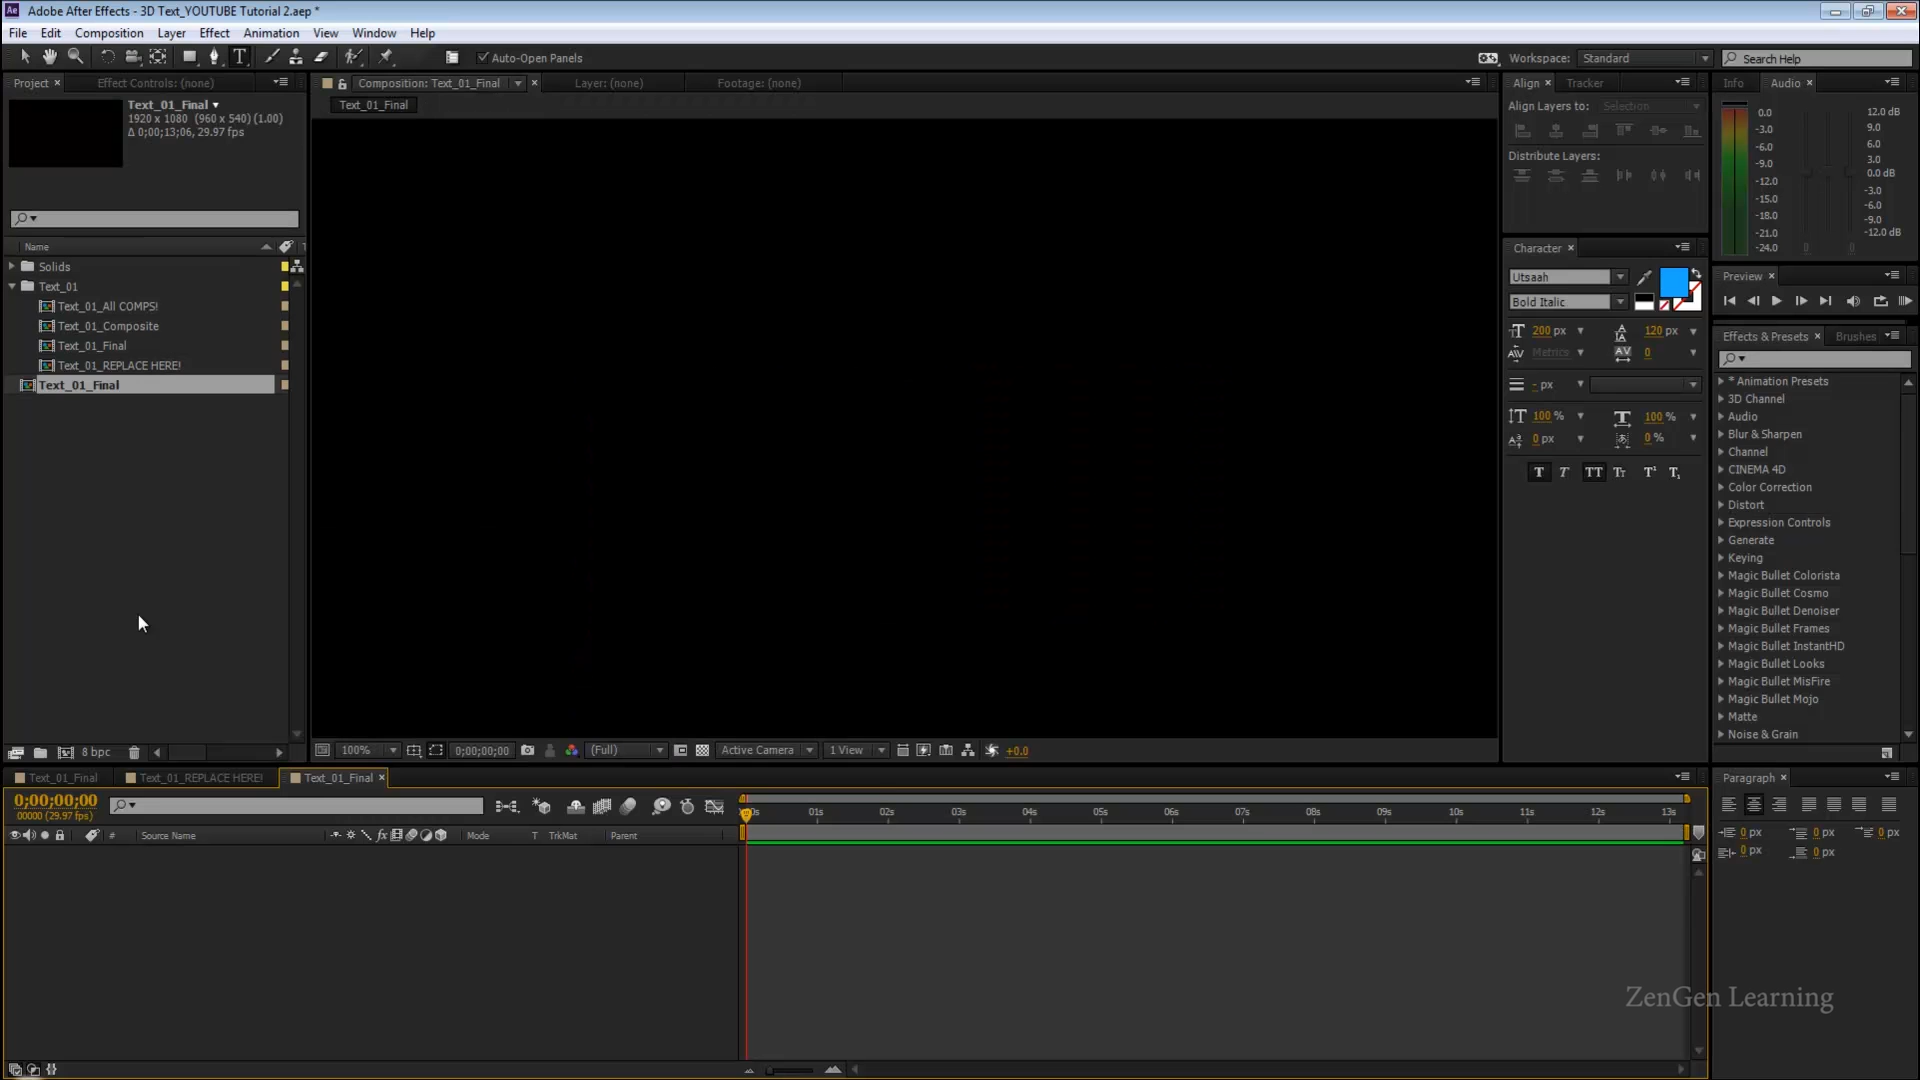 Adobe After Effects - 3D Text_YOUTUBE Tutorial 2.aep *
File Edit Composition Layer Effect Animation View Window Help
Auto-Open Panels
Workspace: Standard
Search Help
Project
Effect Controls: (none)
Text_01_Final
1920 x 1080 (960 x 540) (1.00)
Δ 0;00;13;06, 29.97 fps
Name
Solids
Text_01
Text_01_All COMPS!
Text_01_Composite
Text_01_Final
Text_01_REPLACE HERE!
Text_01_Final
8 bpc
Composition: Text_01_Final
Layer: (none)
Footage: (none)
Text_01_Final
100%
0;00;00;00
(Full)
Active Camera
1 View
+0.0
Align
Tracker
Align Layers to: Selection
Distribute Layers:
Character
Utsaah
Bold Italic
200 px
120 px
Metrics
0
- px
100 %
100 %
0 px
0 %
Info
Audio
0.0
-3.0
-6.0
-9.0
-12.0
-15.0
-18.0
-21.0
-24.0
12.0 dB
9.0
6.0
3.0
0.0 dB
-3.0
-6.0
-9.0
-12.0 dB
Preview
Effects & Presets
Brushes
* Animation Presets
3D Channel
Audio
Blur & Sharpen
Channel
CINEMA 4D
Color Correction
Distort
Expression Controls
Generate
Keying
Magic Bullet Colorista
Magic Bullet Cosmo
Magic Bullet Denoiser
Magic Bullet Frames
Magic Bullet InstantHD
Magic Bullet Looks
Magic Bullet MisFire
Magic Bullet Mojo
Matte
Noise & Grain
Text_01_Final
Text_01_REPLACE HERE!
Text_01_Final
0;00;00;00
00000 (29.97 fps)
# Source Name
Mode T TrkMat Parent
01s 02s 03s 04s 05s 06s 07s 08s 09s 10s 11s 12s 13s
Paragraph
0 px
0 px
0 px
0 px
0 px
ZenGen Learning